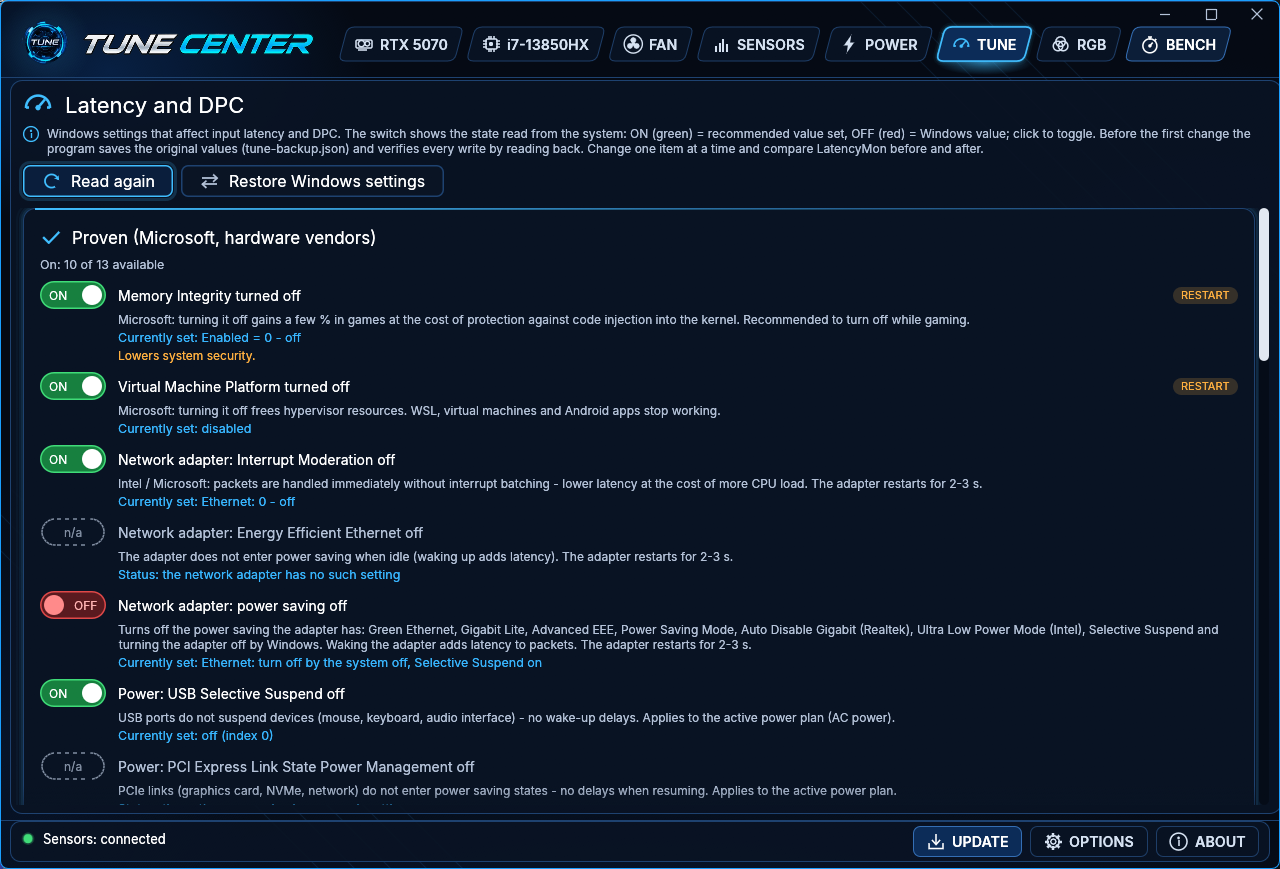 TUNE
TUNE CENTER
RTX 5070
i7-13850HX
FAN
SENSORS
POWER
TUNE
RGB
BENCH
Latency and DPC
Windows settings that affect input latency and DPC. The switch shows the state read from the system: ON (green) = recommended value set, OFF (red) = Windows value; click to toggle. Before the first change the
program saves the original values (tune-backup.json) and verifies every write by reading back. Change one item at a time and compare LatencyMon before and after.
Read again
Restore Windows settings
Proven (Microsoft, hardware vendors)
On: 10 of 13 available
ON
Memory Integrity turned off
RESTART
Microsoft: turning it off gains a few % in games at the cost of protection against code injection into the kernel. Recommended to turn off while gaming.
Currently set: Enabled = 0 - off
Lowers system security.
ON
Virtual Machine Platform turned off
RESTART
Microsoft: turning it off frees hypervisor resources. WSL, virtual machines and Android apps stop working.
Currently set: disabled
ON
Network adapter: Interrupt Moderation off
Intel / Microsoft: packets are handled immediately without interrupt batching - lower latency at the cost of more CPU load. The adapter restarts for 2-3 s.
Currently set: Ethernet: 0 - off
n/a
Network adapter: Energy Efficient Ethernet off
The adapter does not enter power saving when idle (waking up adds latency). The adapter restarts for 2-3 s.
Status: the network adapter has no such setting
OFF
Network adapter: power saving off
Turns off the power saving the adapter has: Green Ethernet, Gigabit Lite, Advanced EEE, Power Saving Mode, Auto Disable Gigabit (Realtek), Ultra Low Power Mode (Intel), Selective Suspend and
turning the adapter off by Windows. Waking the adapter adds latency to packets. The adapter restarts for 2-3 s.
Currently set: Ethernet: turn off by the system off, Selective Suspend on
ON
Power: USB Selective Suspend off
USB ports do not suspend devices (mouse, keyboard, audio interface) - no wake-up delays. Applies to the active power plan (AC power).
Currently set: off (index 0)
n/a
Power: PCI Express Link State Power Management off
PCIe links (graphics card, NVMe, network) do not enter power saving states - no delays when resuming. Applies to the active power plan.
Sensors: connected
UPDATE
OPTIONS
ABOUT